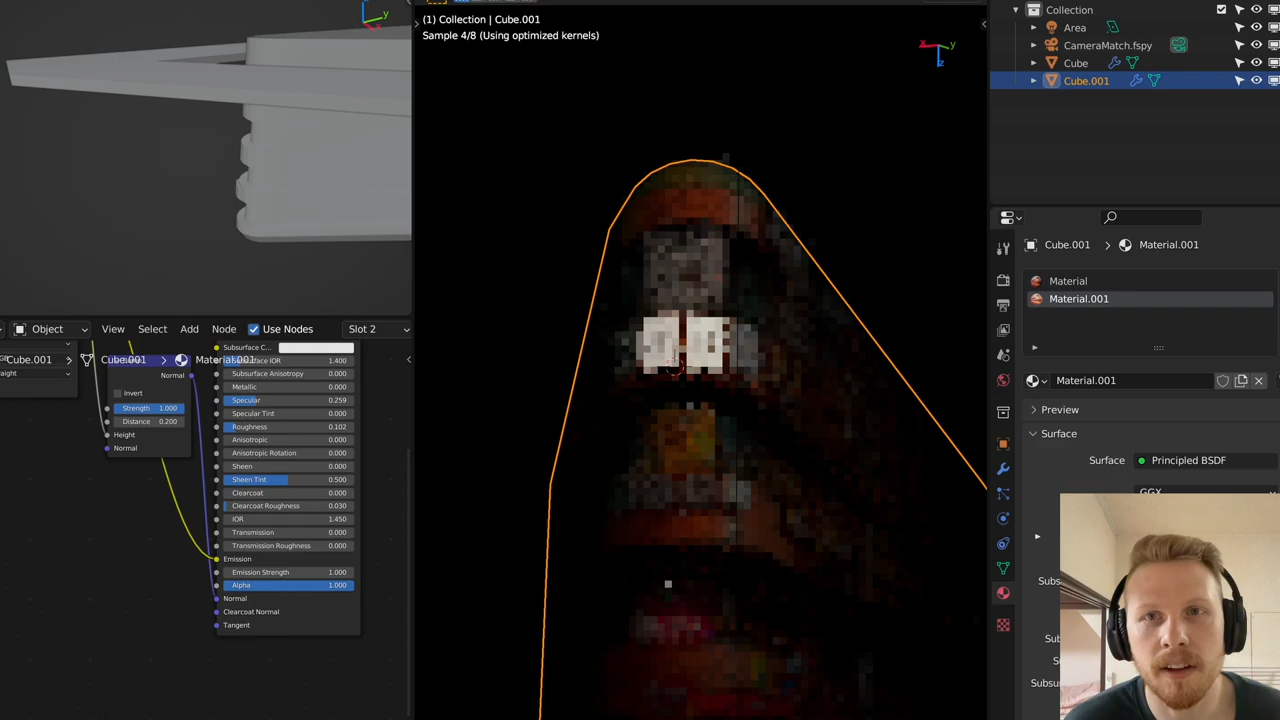 y
Object View Select Add Node Use Nodes Slot 2
Cube.001 > Cube.001 > Material.001
Normal
Invert
Strength 1.000
Distance 0.200
Height
Normal
Subsurface C...
Subsurface IOR 1.400
Subsurface Anisotropy 0.000
Metallic 0.000
Specular 0.259
Specular Tint 0.000
Roughness 0.102
Anisotropic 0.000
Anisotropic Rotation 0.000
Sheen 0.000
Sheen Tint 0.500
Clearcoat 0.000
Clearcoat Roughness 0.030
IOR 1.450
Transmission 0.000
Transmission Roughness 0.000
Emission
Emission Strength 1.000
Alpha 1.000
Normal
Clearcoat Normal
Tangent
(1) Collection | Cube.001
Sample 4/8 (Using optimized kernels)
x y
z
Collection
Area
CameraMatch.fspy
Cube
Cube.001
Cube.001 > Material.001
Material
Material.001
Material.001
Preview
Surface
Surface Principled BSDF
GGX